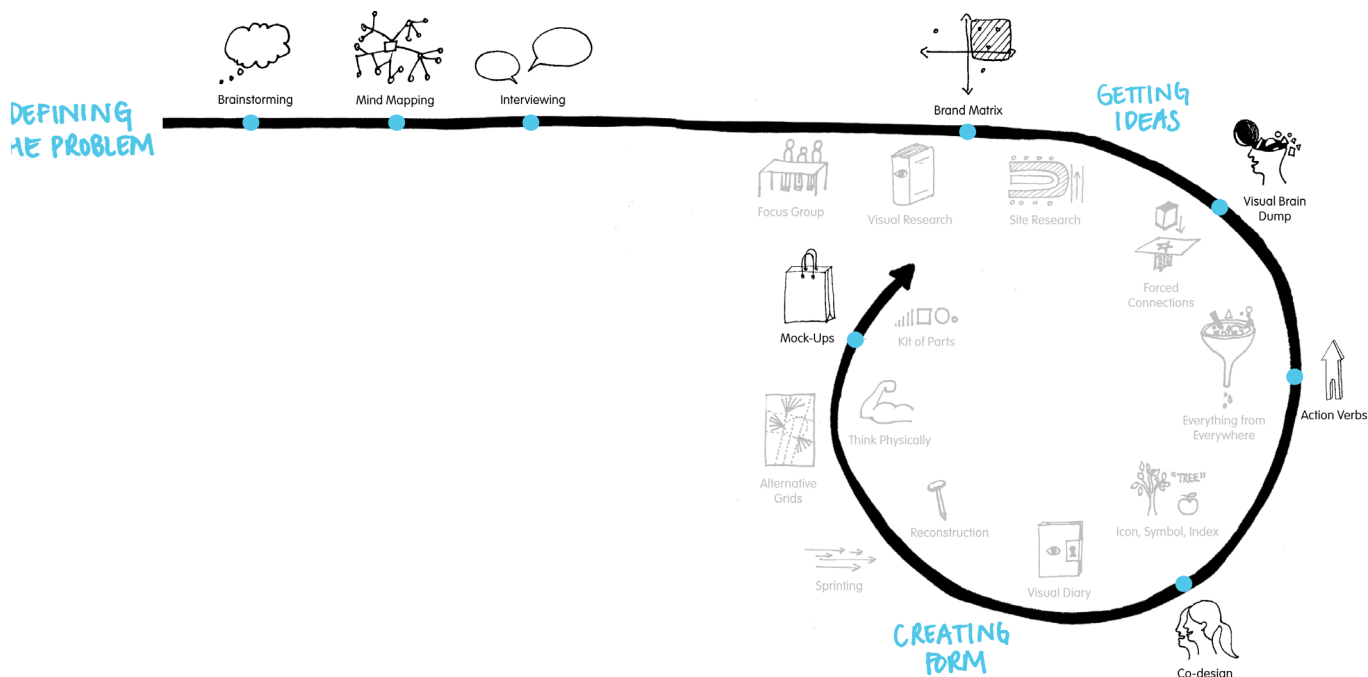 DEFINING
HE PROBLEM
Brainstorming
Mind Mapping
Interviewing
Brand Matrix
GETTING
IDEAS
Visual Brain
Dump
Focus Group
Visual Research
Site Research
Forced
Connections
Mock-Ups
Kit of Parts
Action Verbs
Everything from
Everywhere
Think Physically
Alternative
Grids
"TREE"
Icon, Symbol, Index
Reconstruction
Sprinting
Visual Diary
CREATING
FORM
Co-design